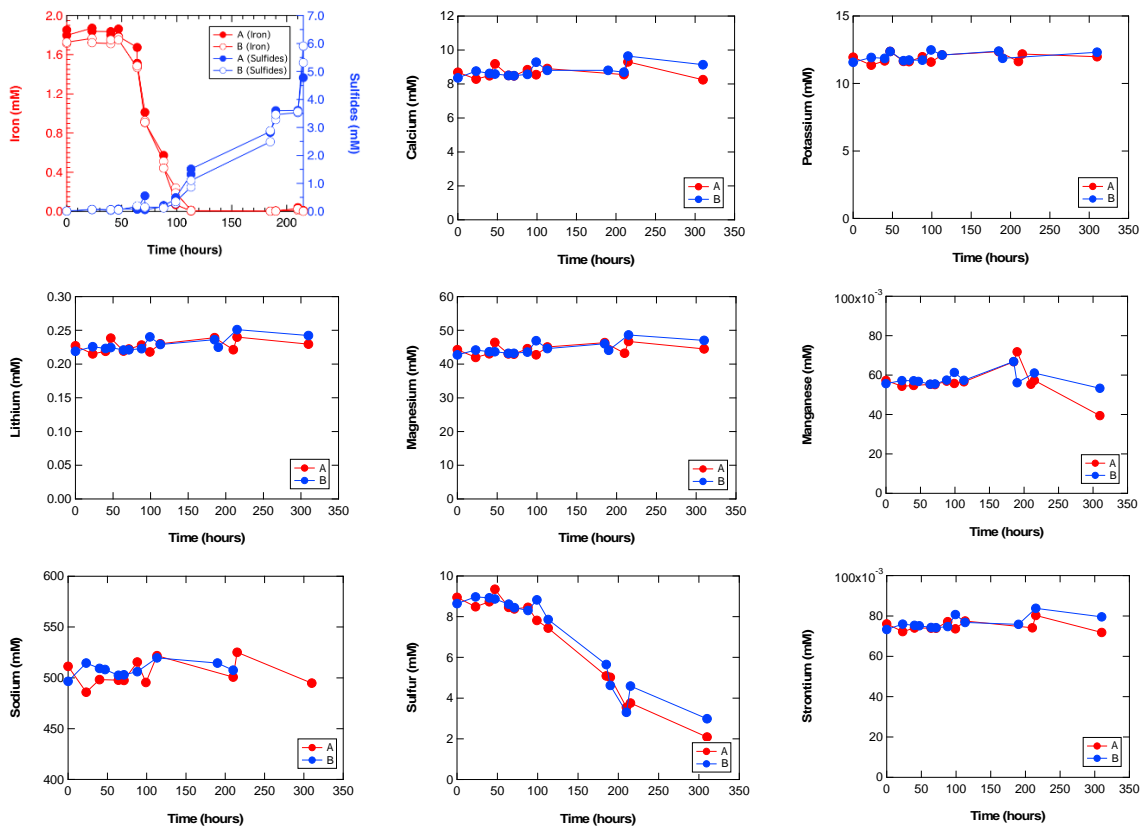 2.0
1.6
1.2
0.8
0.4
0.0
Iron (mM)
A (Iron)
B (Iron)
A (Sulfides)
B (Sulfides)
7.0
6.0
5.0
4.0
3.0
2.0
1.0
0.0
Sulfides (mM)
0 50 100 150 200
Time (hours)
12
10
8
6
4
2
0
Calcium (mM)
A
B
0 50 100 150 200 250 300 350
Time (hours)
15
10
5
0
Potassium (mM)
A
B
0 50 100 150 200 250 300 350
Time (hours)
0.30
0.25
0.20
0.15
0.10
0.05
0.00
Lithium (mM)
A
B
0 50 100 150 200 250 300 350
Time (hours)
60
50
40
30
20
10
0
Magnesium (mM)
A
B
0 50 100 150 200 250 300 350
Time (hours)
100x10⁻³
80
60
40
20
0
Manganese (mM)
A
B
0 50 100 150 200 250 300 350
Time (hours)
600
550
500
450
400
Sodium (mM)
A
B
0 50 100 150 200 250 300 350
Time (hours)
10
8
6
4
2
0
Sulfur (mM)
A
B
0 50 100 150 200 250 300 350
Time (hours)
100x10⁻³
80
60
40
20
0
Strontium (mM)
A
B
0 50 100 150 200 250 300 350
Time (hours)